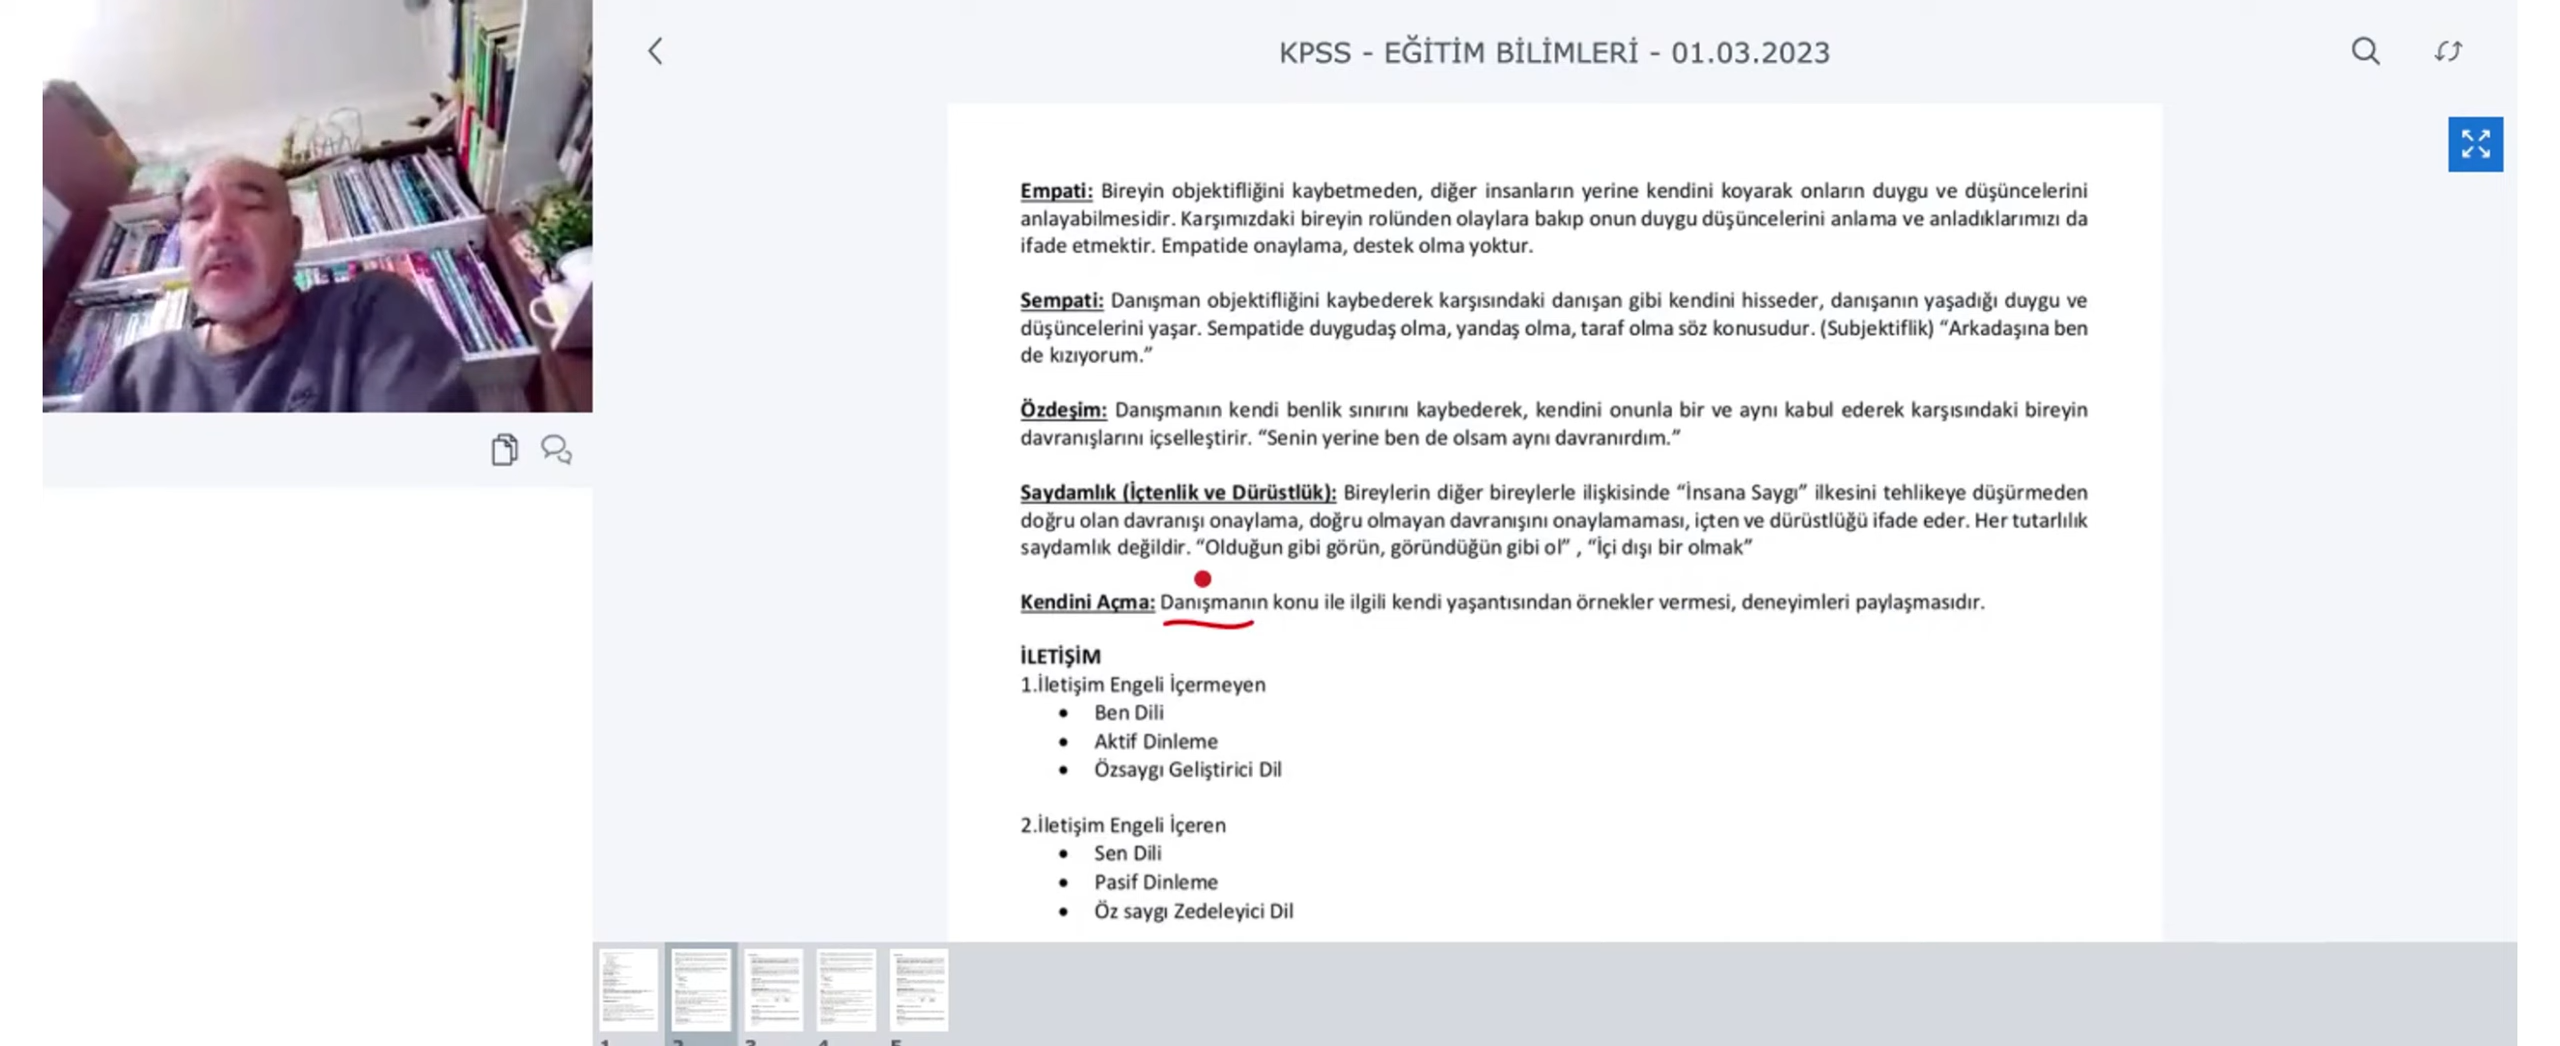 KPSS - EĞİTİM BİLİMLERİ - 01.03.2023
Empati: Bireyin objektifliğini kaybetmeden, diğer insanların yerine kendini koyarak onların duygu ve düşüncelerini
anlayabilmesidir. Karşımızdaki bireyin rolünden olaylara bakıp onun duygu düşüncelerini anlama ve anladıklarımızı da
ifade etmektir. Empatide onaylama, destek olma yoktur.
Sempati: Danışman objektifliğini kaybederek karşısındaki danışan gibi kendini hisseder, danışanın yaşadığı duygu ve
düşüncelerini yaşar. Sempatide duygudaş olma, yandaş olma, taraf olma söz konusudur. (Subjektiflik) “Arkadaşına ben
de kızıyorum.”
Özdeşim: Danışmanın kendi benlik sınırını kaybederek, kendini onunla bir ve aynı kabul ederek karşısındaki bireyin
davranışlarını içselleştirir. “Senin yerine ben de olsam aynı davranırdım.”
Saydamlık (İçtenlik ve Dürüstlük): Bireylerin diğer bireylerle ilişkisinde “İnsana Saygı” ilkesini tehlikeye düşürmeden
doğru olan davranışı onaylama, doğru olmayan davranışını onaylamaması, içten ve dürüstlüğü ifade eder. Her tutarlılık
saydamlık değildir. “Olduğun gibi görün, göründüğün gibi ol” , “İçi dışı bir olmak”
Kendini Açma: Danışmanın konu ile ilgili kendi yaşantısından örnekler vermesi, deneyimleri paylaşmasıdır.
İLETİŞİM
1.İletişim Engeli İçermeyen
• Ben Dili
• Aktif Dinleme
• Özsaygı Geliştirici Dil
2.İletişim Engeli İçeren
• Sen Dili
• Pasif Dinleme
• Öz saygı Zedeleyici Dil
1 2 3 4 5